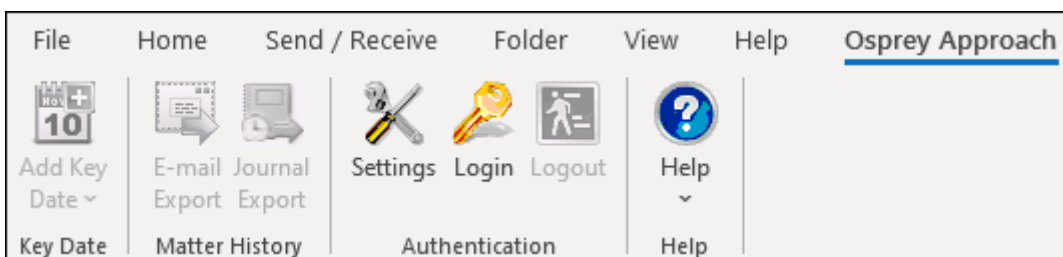 File Home Send / Receive Folder View Help Osprey Approach
NOV
10
Add Key Date
E-mail Export
Journal Export
Settings Login Logout
?
Help
Key Date Matter History Authentication Help